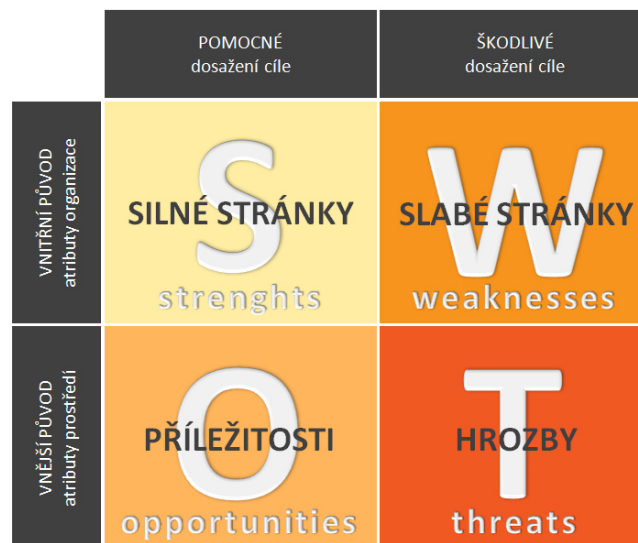 POMOCNÉ
dosažení cíle
ŠKODLIVÉ
dosažení cíle
VNITŘNÍ PŮVOD
atributy organizace
S
SILNÉ STRÁNKY
strenghts
W
SLABÉ STRÁNKY
weaknesses
VNĚJŠÍ PŮVOD
atributy prostředí
O
PŘÍLEŽITOSTI
opportunities
T
HROZBY
threats